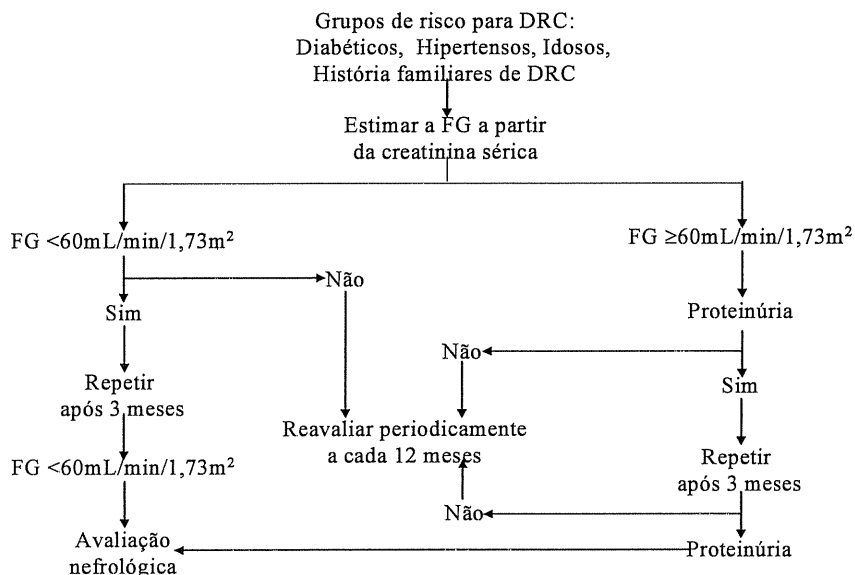 Grupos de risco para DRC:
Diabéticos, Hipertensos, Idosos,
História familiares de DRC
Estimar a FG a partir
da creatinina sérica
FG <60mL/min/1,73m²
FG ≥60mL/min/1,73m²
Não
Sim
Proteinúria
Não
Sim
Repetir
após 3 meses
Reavaliar periodicamente
a cada 12 meses
FG <60mL/min/1,73m²
Repetir
após 3 meses
Não
Avaliação
nefrológica
Proteinúria